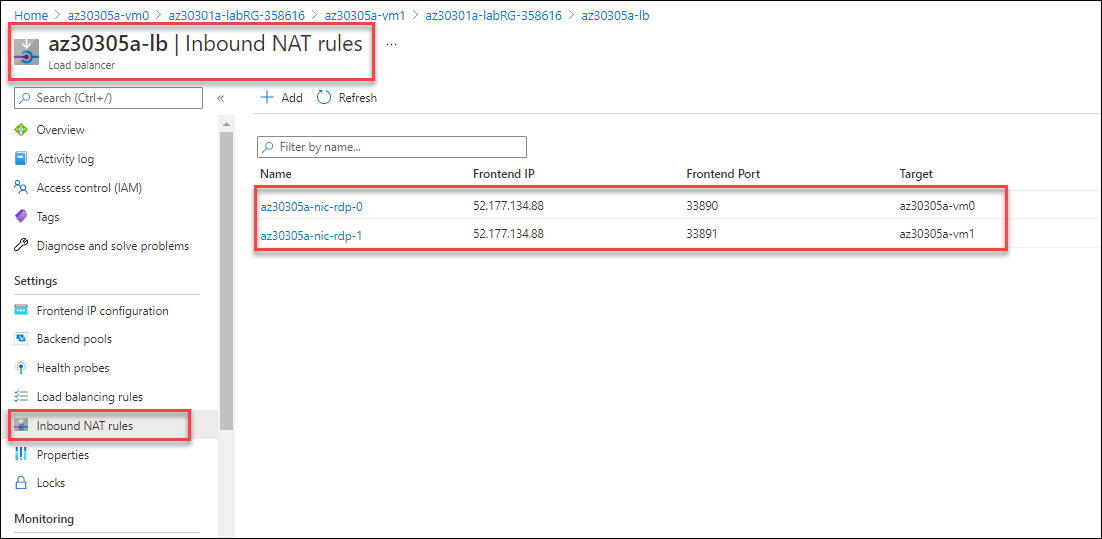 Home > az30305a-vm0 > az30301a-labRG-358616 > az30305a-vm1 > az30301a-labRG-358616 > az30305a-lb
az30305a-lb | Inbound NAT rules ...
Load balancer
Search (Ctrl+/) «
Overview
Activity log
Access control (IAM)
Tags
Diagnose and solve problems
Settings
Frontend IP configuration
Backend pools
Health probes
Load balancing rules
Inbound NAT rules
Properties
Locks
Monitoring
Add Refresh
Filter by name...
Name Frontend IP Frontend Port Target
az30305a-nic-rdp-0 52.177.134.88 33890 az30305a-vm0
az30305a-nic-rdp-1 52.177.134.88 33891 az30305a-vm1